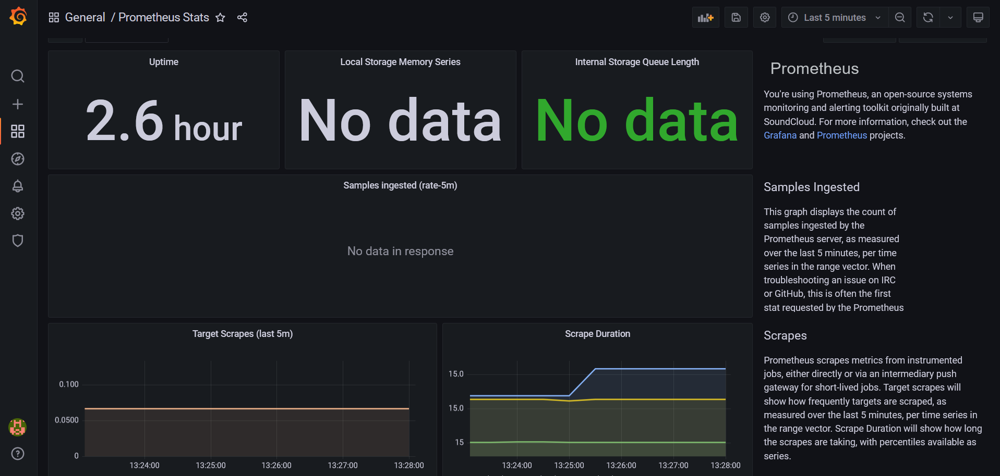 General / Prometheus Stats
Last 5 minutes
Uptime
2.6 hour
Local Storage Memory Series
No data
Internal Storage Queue Length
No data
Prometheus
You're using Prometheus, an open-source systems
monitoring and alerting toolkit originally built at
SoundCloud. For more information, check out the
Grafana and Prometheus projects.
Samples ingested (rate-5m)
No data in response
Samples Ingested
This graph displays the count of
samples ingested by the
Prometheus server, as measured
over the last 5 minutes, per time
series in the range vector. When
troubleshooting an issue on IRC
or GitHub, this is often the first
stat requested by the Prometheus
Target Scrapes (last 5m)
0.100
0.0500
0
13:24:00 13:25:00 13:26:00 13:27:00 13:28:00
Scrape Duration
15.0
15.0
15
13:24:00 13:25:00 13:26:00 13:27:00 13:28:00
Scrapes
Prometheus scrapes metrics from instrumented
jobs, either directly or via an intermediary push
gateway for short-lived jobs. Target scrapes will
show how frequently targets are scraped, as
measured over the last 5 minutes, per time series in
the range vector. Scrape Duration will show how long
the scrapes are taking, with percentiles available as
series.